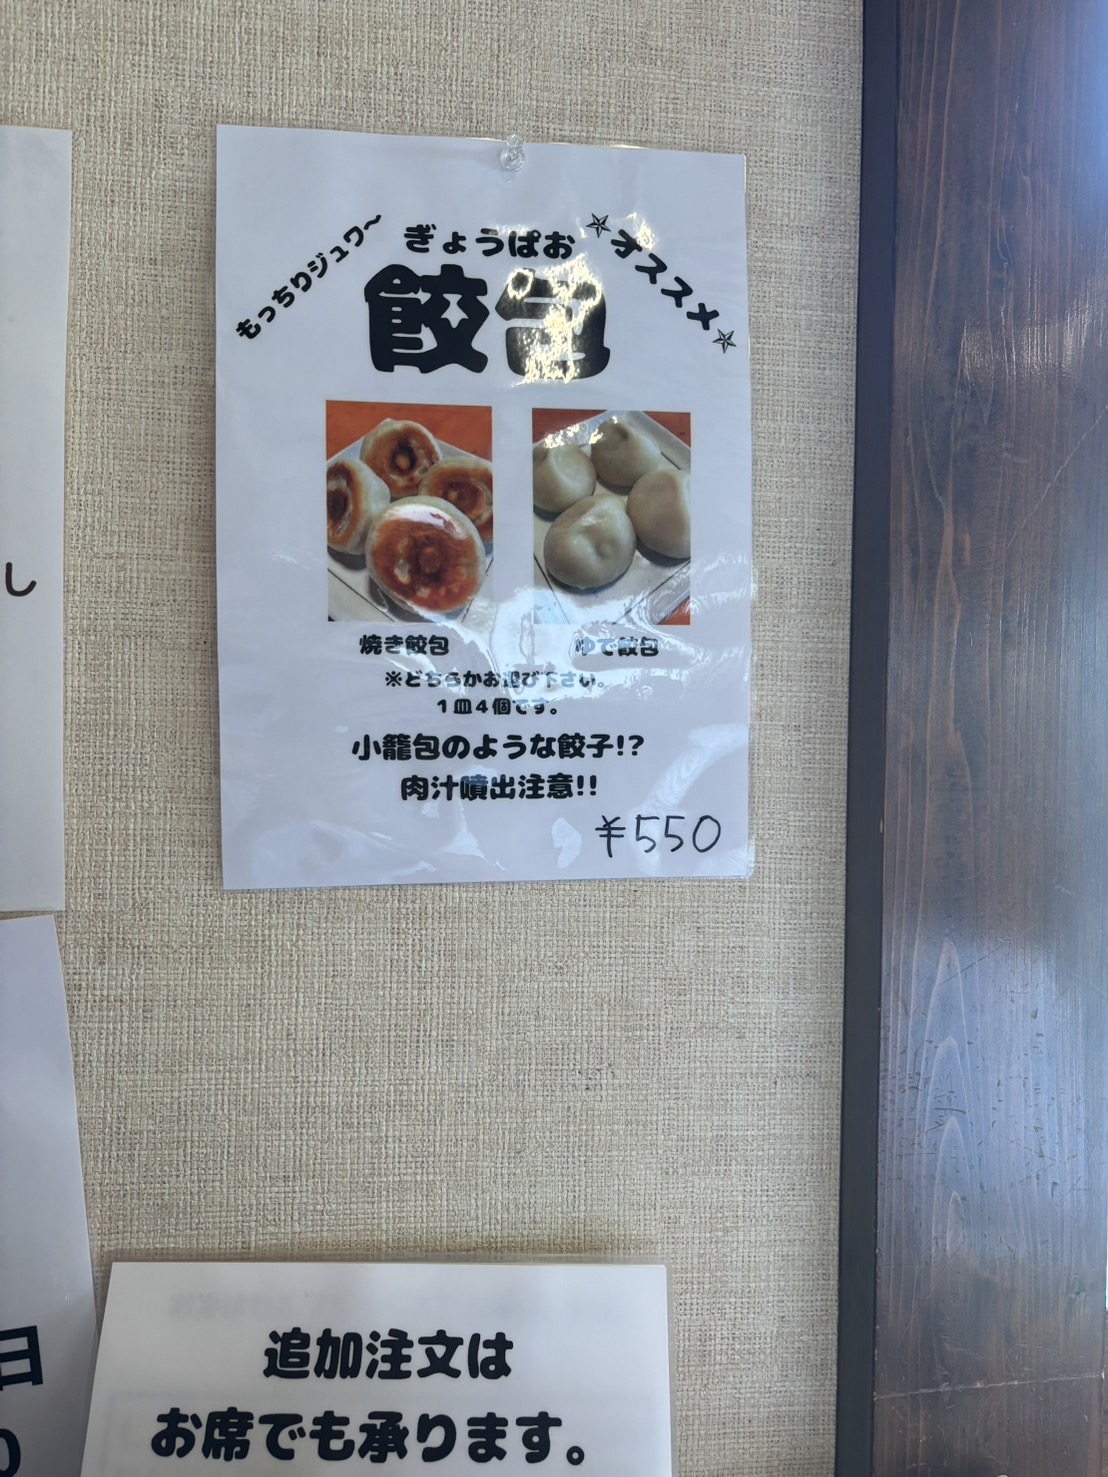 もっちりジュワ～
ぎょうぱお
☆オススメ☆
餃包
焼き餃包
ゆで餃包
※どちらかお選び下さい。
1皿4個です。
小籠包のような餃子!?
肉汁噴出注意!!
¥550
し
日
0
追加注文は
お席でも承ります。